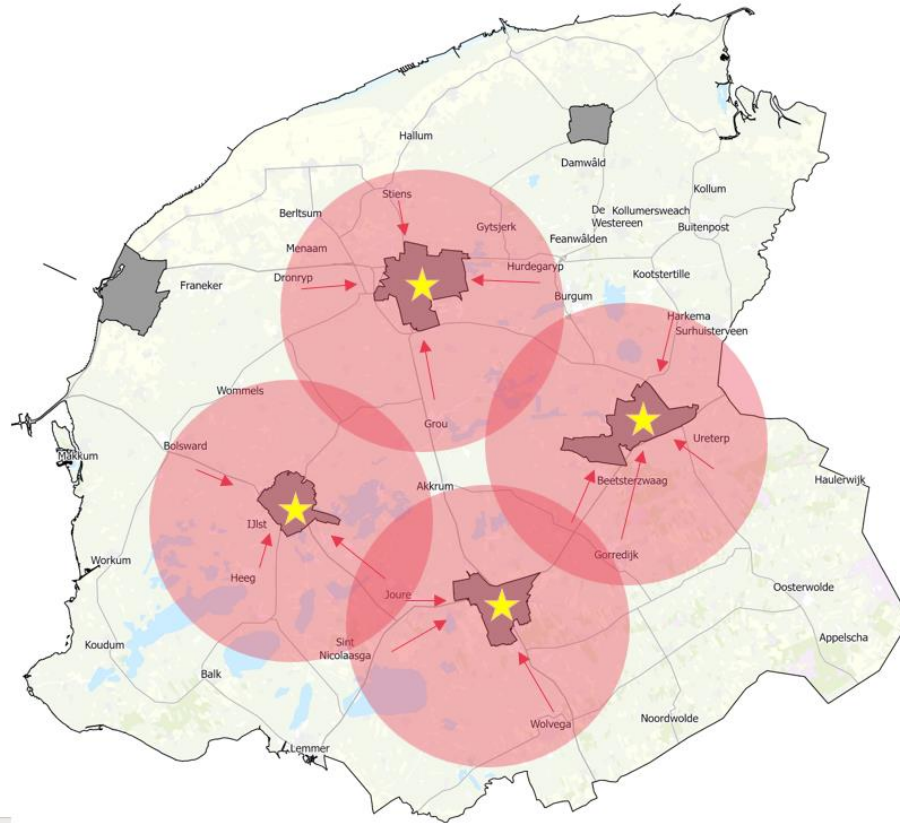 Hallum
Damwâld
Kollum
Stiens
Berltsum
De
Westereen
Kollumersweach
Gytsjerk
Buitenpost
Feanwâlden
Menaam
Hurdegaryp
Dronryp
Kootstertille
Franeker
Burgum
Harkema
Surhuisterveen
Wommels
Grou
Ureterp
Bolsward
Makkum
Beetsterzwaag
Haulerwijk
Akkrum
IJlst
Gorredijk
Workum
Heeg
Joure
Oosterwolde
Sint
Nicolaasga
Koudum
Appelscha
Balk
Noordwolde
Wolvega
Lemmer